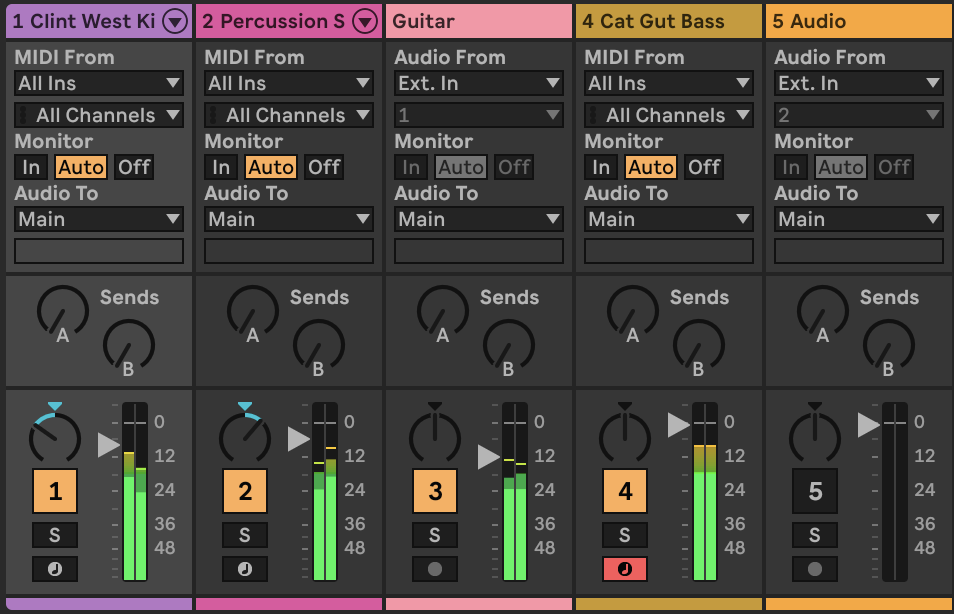 1 Clint West Ki
2 Percussion S
Guitar
4 Cat Gut Bass
5 Audio
MIDI From
MIDI From
Audio From
MIDI From
Audio From
All Ins
All Ins
Ext. In
All Ins
Ext. In
All Channels
All Channels
1
All Channels
2
Monitor
Monitor
Monitor
Monitor
Monitor
In Auto Off
In Auto Off
In Auto Off
In Auto Off
In Auto Off
Audio To
Audio To
Audio To
Audio To
Audio To
Main
Main
Main
Main
Main
Sends
Sends
Sends
Sends
Sends
A
A
A
A
A
B
B
B
B
B
0
0
0
0
0
12
12
12
12
12
1
24
2
24
3
24
4
24
5
24
36
36
36
36
36
S
S
S
S
S
48
48
48
48
48